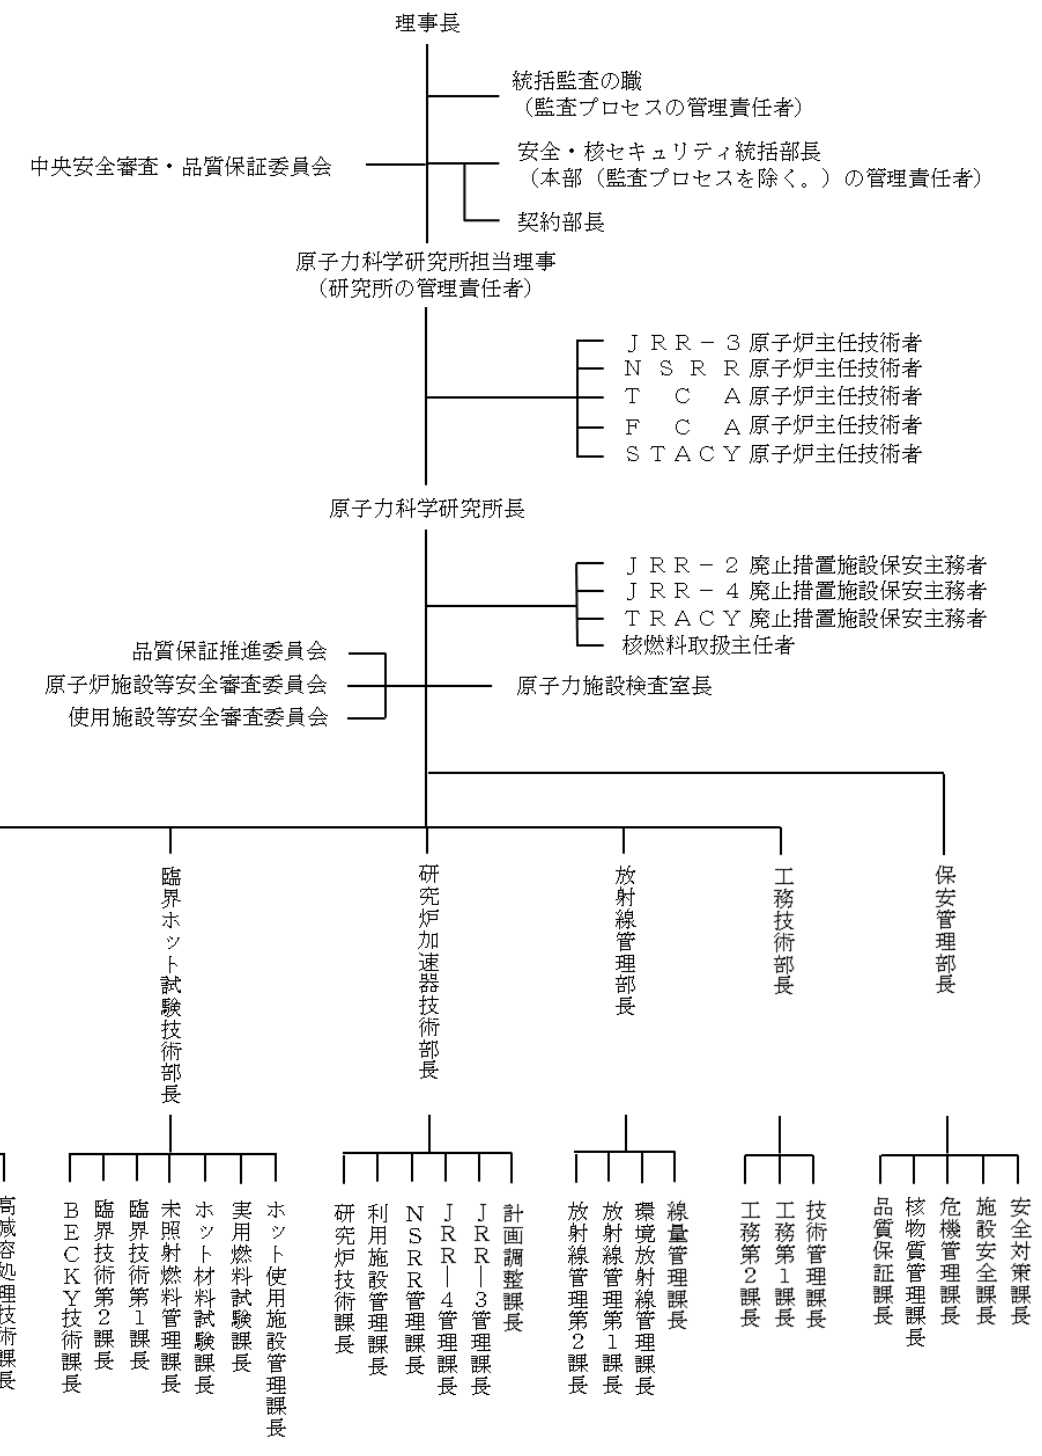 理事長
統括監査の職
（監査プロセスの管理責任者）
中央安全審査・品質保証委員会
安全・核セキュリティ統括部長
（本部（監査プロセスを除く。）の管理責任者）
契約部長
原子力科学研究所担当理事
（研究所の管理責任者）
ＪＲＲ－３原子炉主任技術者
ＮＳＲＲ原子炉主任技術者
ＴＣＡ原子炉主任技術者
ＦＣＡ原子炉主任技術者
ＳＴＡＣＹ原子炉主任技術者
原子力科学研究所長
ＪＲＲ－２廃止措置施設保安主務者
ＪＲＲ－４廃止措置施設保安主務者
ＴＲＡＣＹ廃止措置施設保安主務者
核燃料取扱主任者
品質保証推進委員会
原子炉施設等安全審査委員会
使用施設等安全審査委員会
原子力施設検査室長
臨界ホット試験技術部長
研究炉加速器技術部長
放射線管理部長
工務技術部長
保安管理部長
高減容処理技術課長
ＢＥＣＫＹ技術課長
臨界技術第２課長
臨界技術第１課長
未照射燃料管理課長
ホット材料試験課長
実用燃料試験課長
ホット使用施設管理課長
研究炉技術課長
利用施設管理課長
ＮＳＲＲ管理課長
ＪＲＲ－４管理課長
ＪＲＲ－３管理課長
計画調整課長
放射線管理第２課長
放射線管理第１課長
環境放射線管理課長
線量管理課長
工務第２課長
工務第１課長
技術管理課長
品質保証課長
核物質管理課長
危機管理課長
施設安全課長
安全対策課長